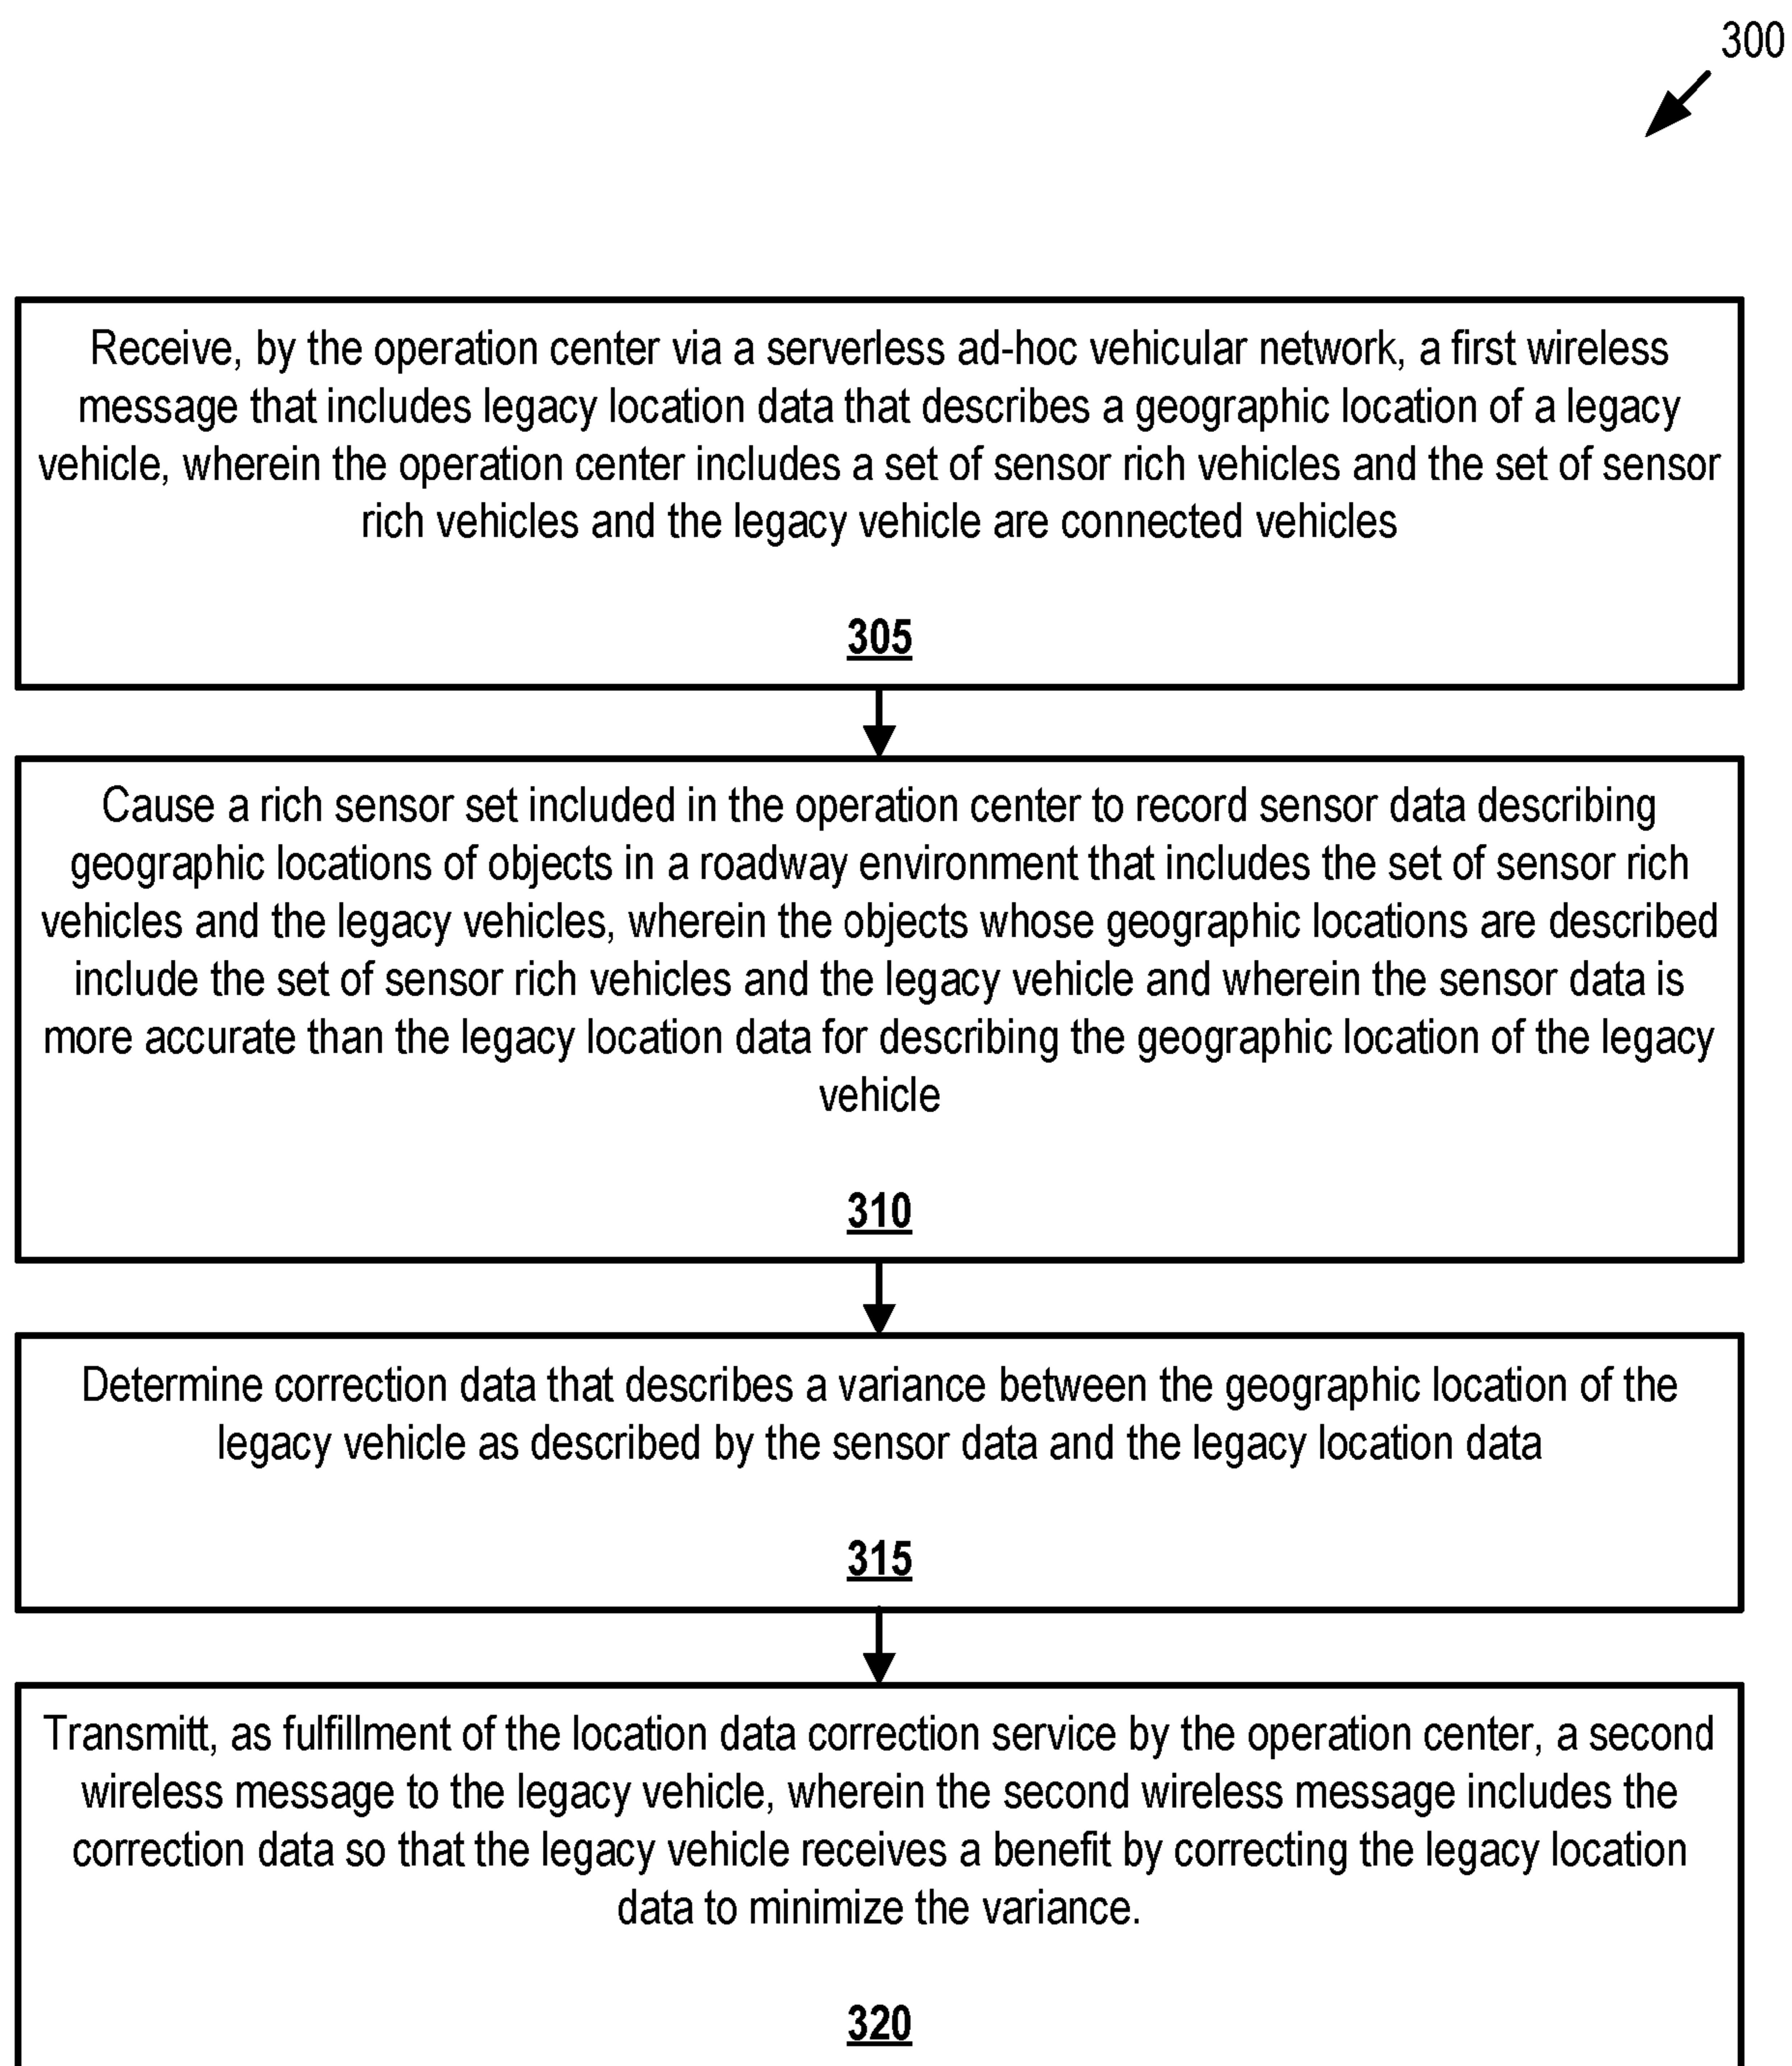 300
Receive, by the operation center via a serverless ad-hoc vehicular network, a first wireless
message that includes legacy location data that describes a geographic location of a legacy
vehicle, wherein the operation center includes a set of sensor rich vehicles and the set of sensor
rich vehicles and the legacy vehicle are connected vehicles
305
Cause a rich sensor set included in the operation center to record sensor data describing
geographic locations of objects in a roadway environment that includes the set of sensor rich
vehicles and the legacy vehicles, wherein the objects whose geographic locations are described
include the set of sensor rich vehicles and the legacy vehicle and wherein the sensor data is
more accurate than the legacy location data for describing the geographic location of the legacy
vehicle
310
Determine correction data that describes a variance between the geographic location of the
legacy vehicle as described by the sensor data and the legacy location data
315
Transmitt, as fulfillment of the location data correction service by the operation center, a second
wireless message to the legacy vehicle, wherein the second wireless message includes the
correction data so that the legacy vehicle receives a benefit by correcting the legacy location
data to minimize the variance.
320